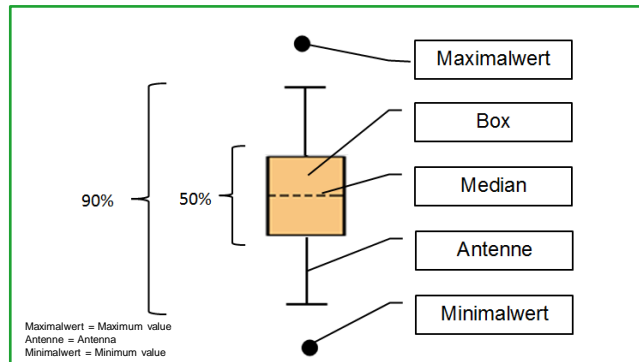 Maximalwert
Box
Median
Antenne
Minimalwert
90%
50%
Maximalwert = Maximum value
Antenne = Antenna
Minimalwert = Minimum value